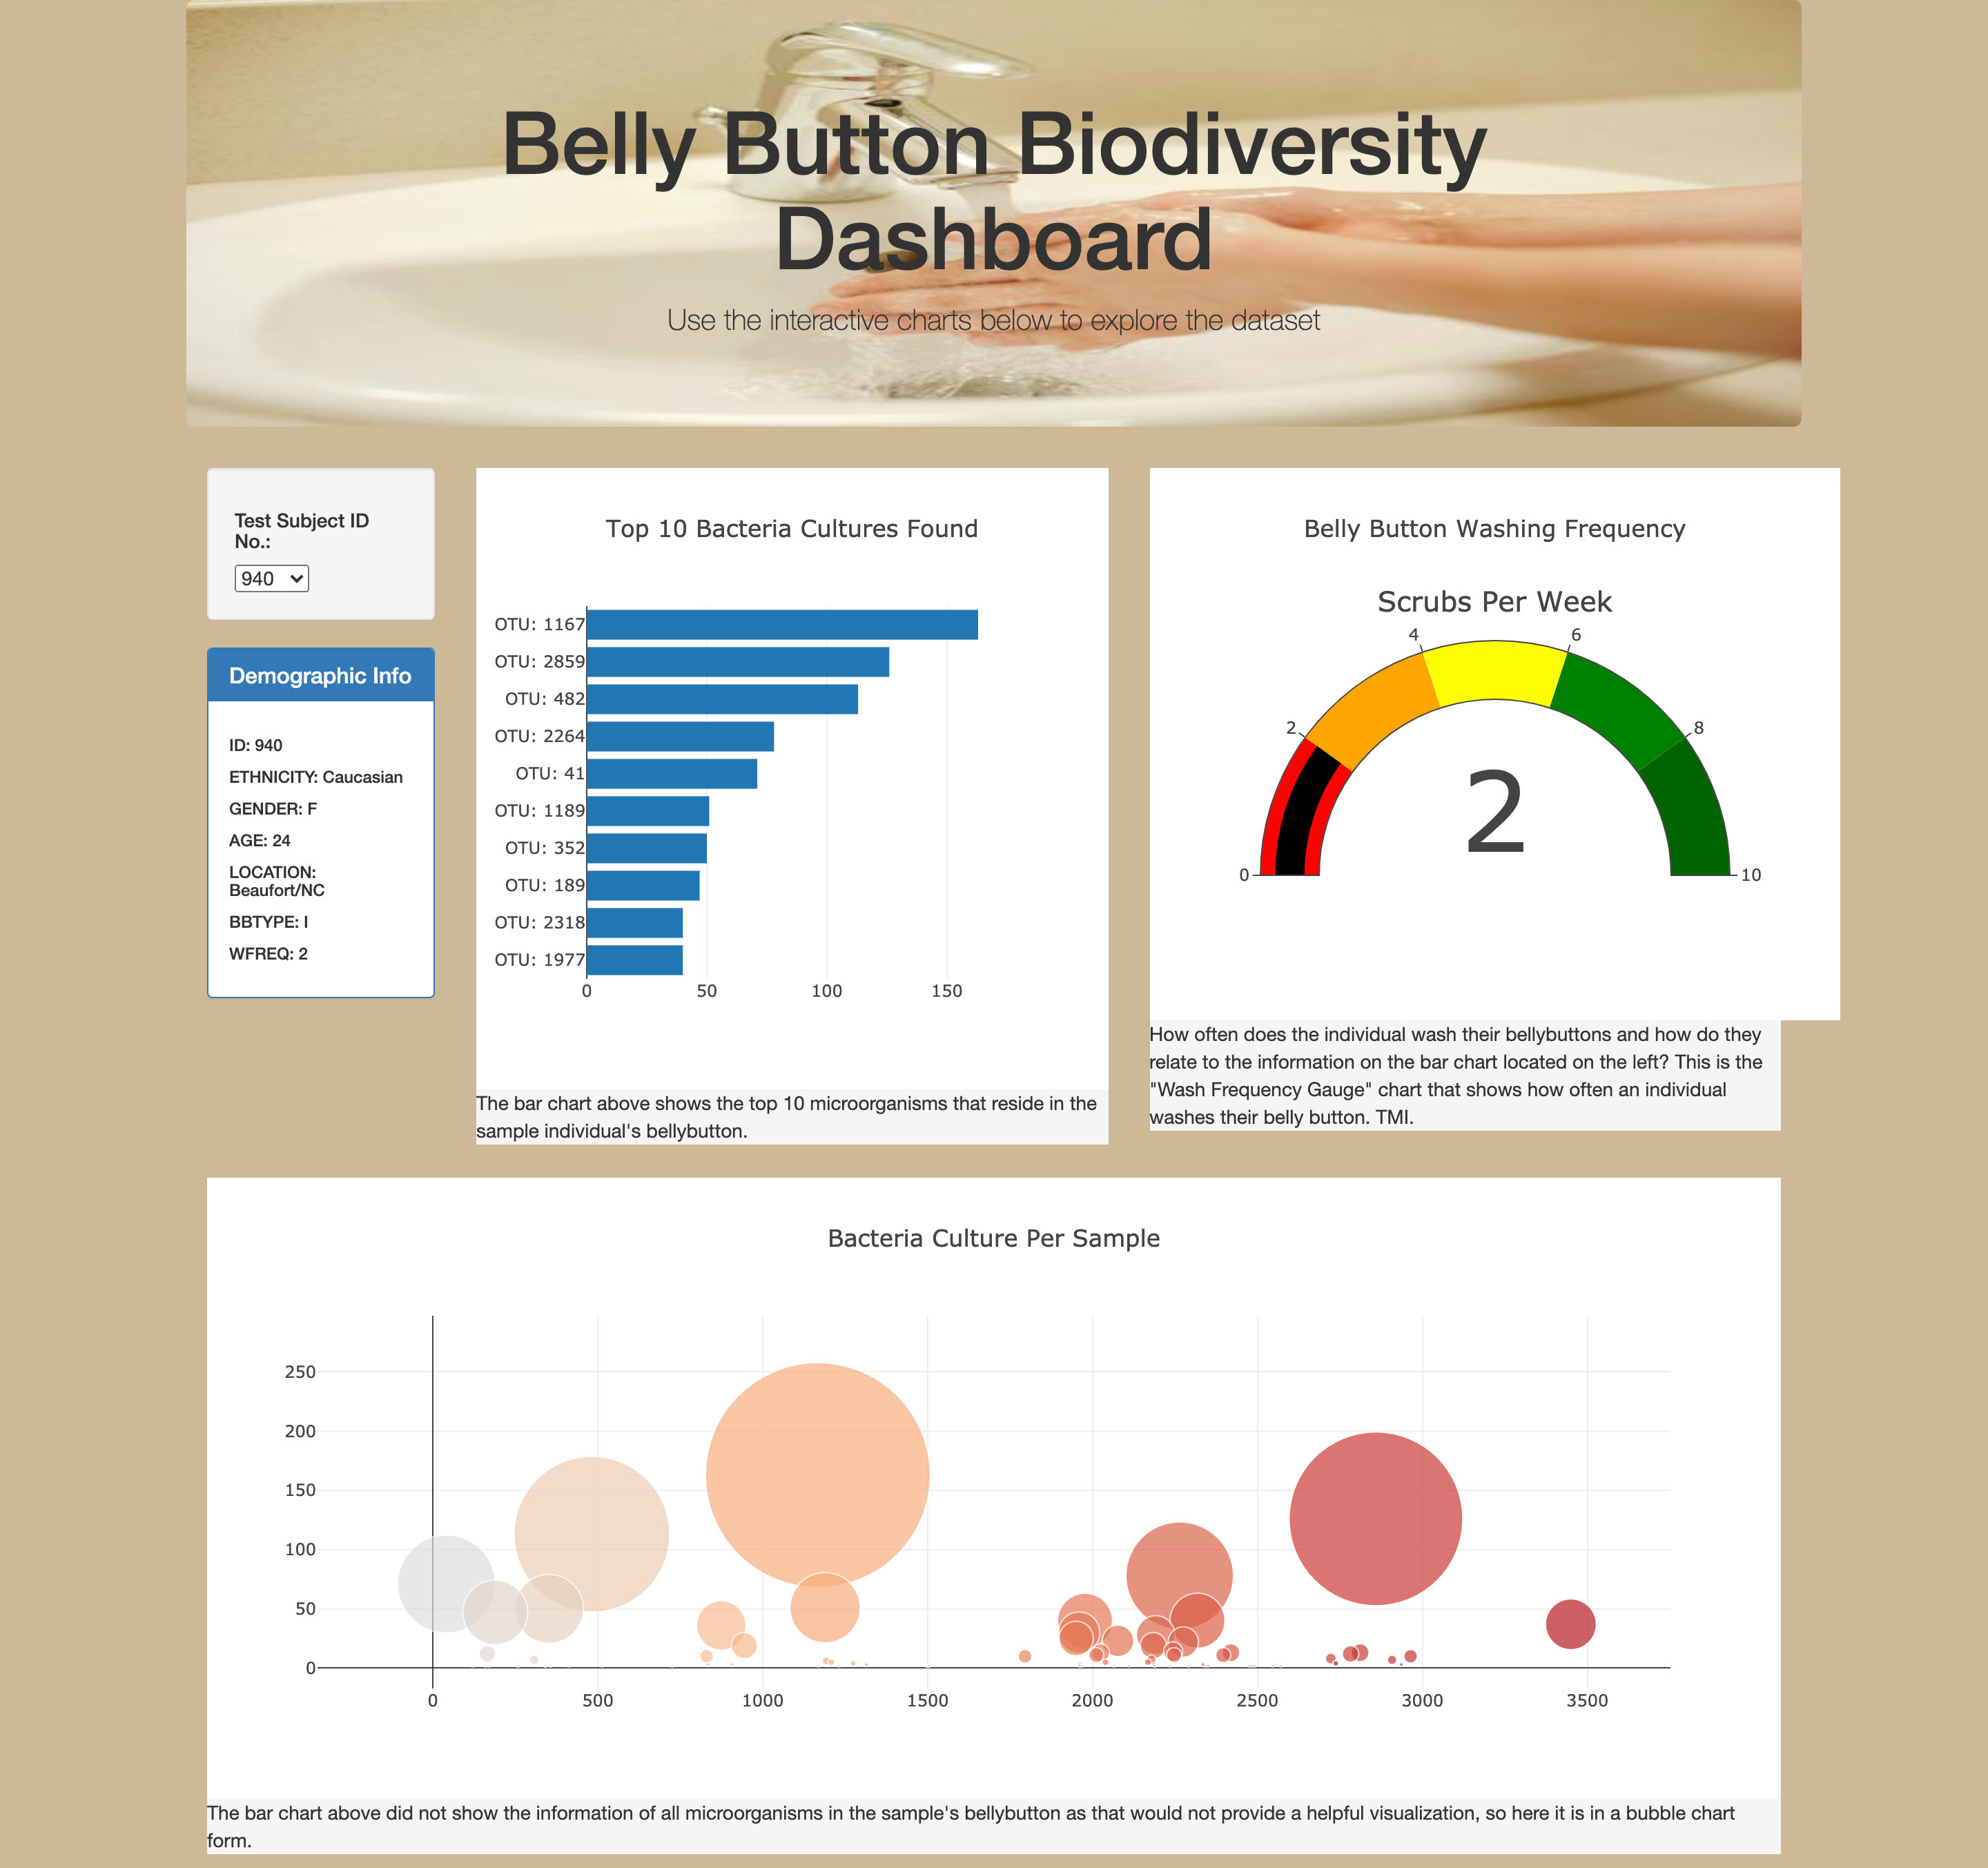 Belly Button Biodiversity
Dashboard
Use the interactive charts below to explore the dataset
Test Subject ID
No.:
940
Demographic Info
ID: 940
ETHNICITY: Caucasian
GENDER: F
AGE: 24
LOCATION:
Beaufort/NC
BBTYPE: I
WFREQ: 2
Top 10 Bacteria Cultures Found
OTU: 1167
OTU: 2859
OTU: 482
OTU: 2264
OTU: 41
OTU: 1189
OTU: 352
OTU: 189
OTU: 2318
OTU: 1977
0 50 100 150
The bar chart above shows the top 10 microorganisms that reside in the
sample individual's bellybutton.
Belly Button Washing Frequency
Scrubs Per Week
4 6
2 8
2
0 10
How often does the individual wash their bellybuttons and how do they
relate to the information on the bar chart located on the left? This is the
"Wash Frequency Gauge" chart that shows how often an individual
washes their belly button. TMI.
Bacteria Culture Per Sample
250
200
150
100
50
0
0 500 1000 1500 2000 2500 3000 3500
The bar chart above did not show the information of all microorganisms in the sample's bellybutton as that would not provide a helpful visualization, so here it is in a bubble chart
form.